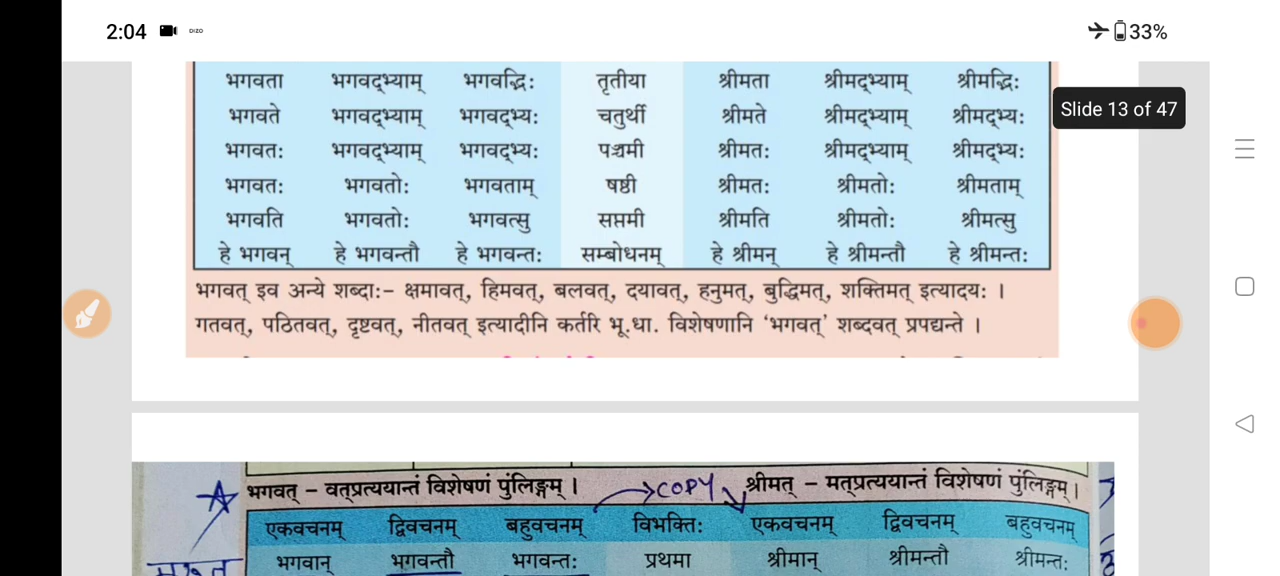 2:04 DIZO 33%
भगवता भगवद्भ्याम् भगवद्भि: तृतीया श्रीमता श्रीमद्भ्याम् श्रीमद्भि:
Slide 13 of 47
भगवते भगवद्भ्याम् भगवद्भ्य: चतुर्थी श्रीमते श्रीमद्भ्याम् श्रीमद्भ्य:
भगवत: भगवद्भ्याम् भगवद्भ्य: पञ्चमी श्रीमत: श्रीमद्भ्याम् श्रीमद्भ्य:
भगवत: भगवतो: भगवताम् षष्ठी श्रीमत: श्रीमतो: श्रीमताम्
भगवति भगवतो: भगवत्सु सप्तमी श्रीमति श्रीमतो: श्रीमत्सु
हे भगवन् हे भगवन्तौ हे भगवन्त: सम्बोधनम् हे श्रीमन् हे श्रीमन्तौ हे श्रीमन्त:
भगवत् इव अन्ये शब्दा:- क्षमावत्, हिमवत्, बलवत्, दयावत्, हनुमत्, बुद्धिमत्, शक्तिमत् इत्यादय: ।
गतवत्, पठितवत्, दृष्टवत्, नीतवत् इत्यादीनि कर्तरि भू.धा. विशेषणानि ‘भगवत्’ शब्दवत् प्रपद्यन्ते ।
भगवत् – वत्प्रत्ययान्तं विशेषणं पुंलिङ्गम् । COPY श्रीमत् – मत्प्रत्ययान्तं विशेषणं पुंलिङ्गम् ।
एकवचनम् द्विवचनम् बहुवचनम् विभक्ति: एकवचनम् द्विवचनम् बहुवचनम्
भगवान् भगवन्तौ भगवन्त: प्रथमा श्रीमान् श्रीमन्तौ श्रीमन्त: